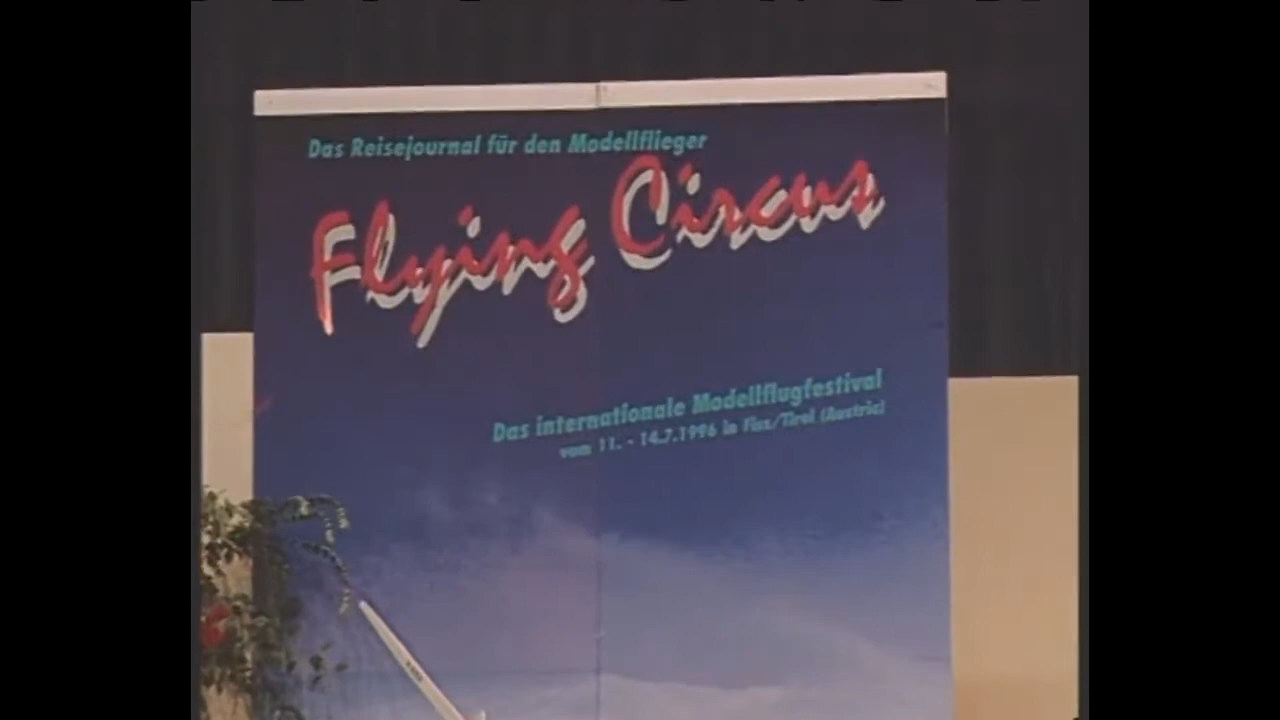 Das Reisejournal für den Modellflieger
Flying Circus
Das internationale Modellflugfestival
vom 11. - 14.7.1996 in Fiss/Tirol (Austria)